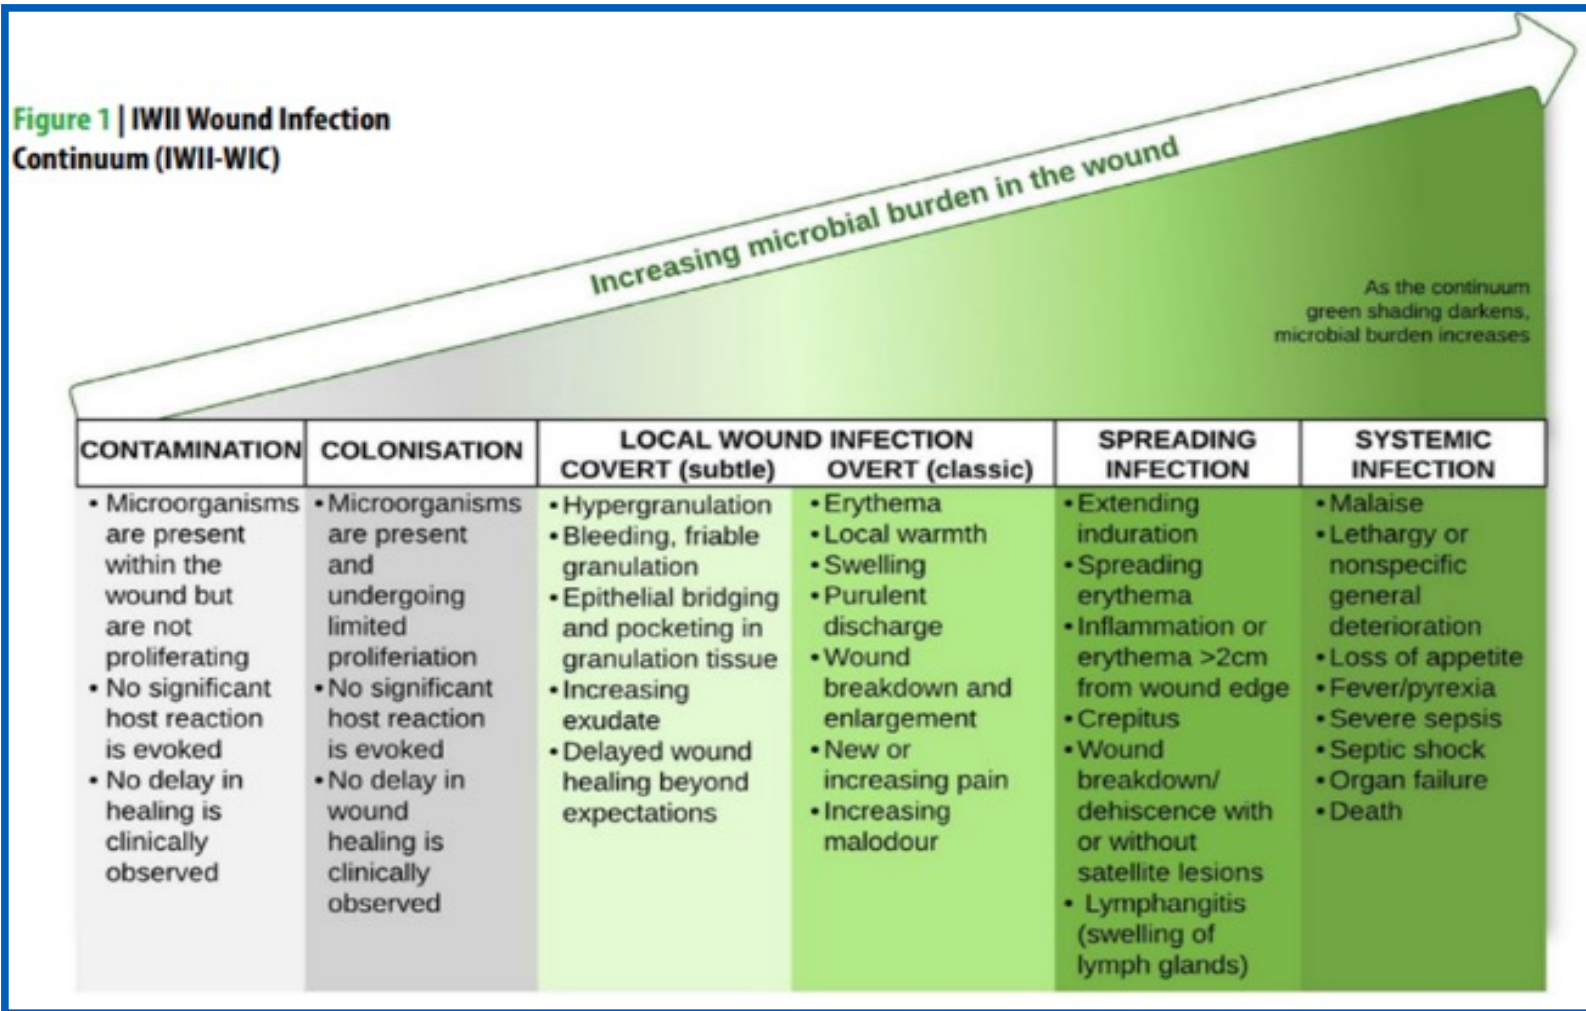 Figure 1 | IWII Wound Infection
Continuum (IWII-WIC)
Increasing microbial burden in the wound
As the continuum
green shading darkens,
microbial burden increases
CONTAMINATION
• Microorganisms
are present
within the
wound but
are not
proliferating
• No significant
host reaction
is evoked
• No delay in
healing is
clinically
observed
COLONISATION
• Microorganisms
are present
and
undergoing
limited
proliferiation
• No significant
host reaction
is evoked
• No delay in
wound
healing is
clinically
observed
LOCAL WOUND INFECTION
COVERT (subtle)
• Hypergranulation
• Bleeding, friable
granulation
• Epithelial bridging
and pocketing in
granulation tissue
• Increasing
exudate
• Delayed wound
healing beyond
expectations
OVERT (classic)
• Erythema
• Local warmth
• Swelling
• Purulent
discharge
• Wound
breakdown and
enlargement
• New or
increasing pain
• Increasing
malodour
SPREADING
INFECTION
• Extending
induration
• Spreading
erythema
• Inflammation or
erythema >2cm
from wound edge
• Crepitus
• Wound
breakdown/
dehiscence with
or without
satellite lesions
• Lymphangitis
(swelling of
lymph glands)
SYSTEMIC
INFECTION
• Malaise
• Lethargy or
nonspecific
general
deterioration
• Loss of appetite
• Fever/pyrexia
• Severe sepsis
• Septic shock
• Organ failure
• Death